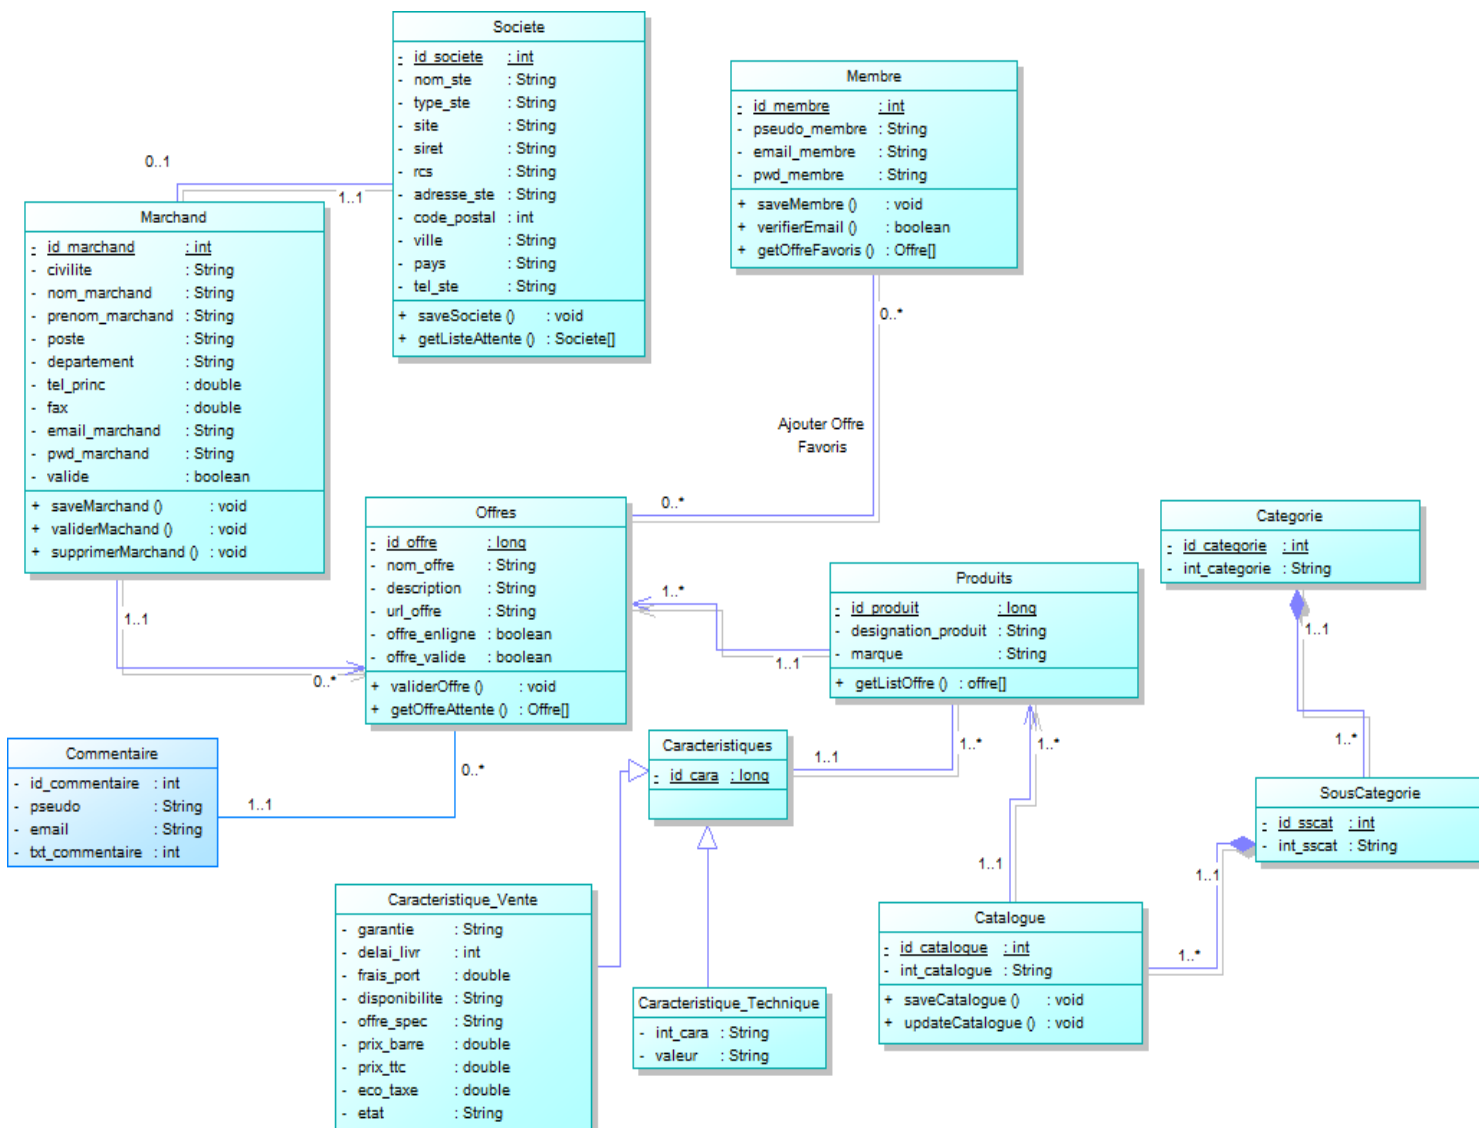 Societe
- id_societe : int
- nom_ste : String
- type_ste : String
- site : String
- siret : String
- rcs : String
- adresse_ste : String
- code_postal : int
- ville : String
- pays : String
- tel_ste : String
+ saveSociete () : void
+ getListeAttente () : Societe[]
Membre
- id_membre : int
- pseudo_membre : String
- email_membre : String
- pwd_membre : String
+ saveMembre () : void
+ verifierEmail () : boolean
+ getOffreFavoris () : Offre[]
0..1
1..1
Marchand
- id_marchand : int
- civilite : String
- nom_marchand : String
- prenom_marchand : String
- poste : String
- departement : String
- tel_princ : double
- fax : double
- email_marchand : String
- pwd_marchand : String
- valide : boolean
+ saveMarchand () : void
+ validerMachand () : void
+ supprimerMarchand () : void
0..*
Ajouter Offre
Favoris
0..*
Offres
- id_offre : long
- nom_offre : String
- description : String
- url_offre : String
- offre_enligne : boolean
- offre_valide : boolean
+ validerOffre () : void
+ getOffreAttente () : Offre[]
1..1
0..*
1..*
1..1
Produits
- id_produit : long
- designation_produit : String
- marque : String
+ getListOffre () : offre[]
Categorie
- id_categorie : int
- int_categorie : String
1..1
1..*
Commentaire
- id_commentaire : int
- pseudo : String
- email : String
- txt_commentaire : int
1..1
0..*
Caracteristiques
- id_cara : long
1..1
1..*
1..*
SousCategorie
- id_sscat : int
- int_sscat : String
1..1
1..1
1..*
Caracteristique_Vente
- garantie : String
- delai_livr : int
- frais_port : double
- disponibilite : String
- offre_spec : String
- prix_barre : double
- prix_ttc : double
- eco_taxe : double
- etat : String
Caracteristique_Technique
- int_cara : String
- valeur : String
Catalogue
- id_catalogue : int
- int_catalogue : String
+ saveCatalogue () : void
+ updateCatalogue () : void